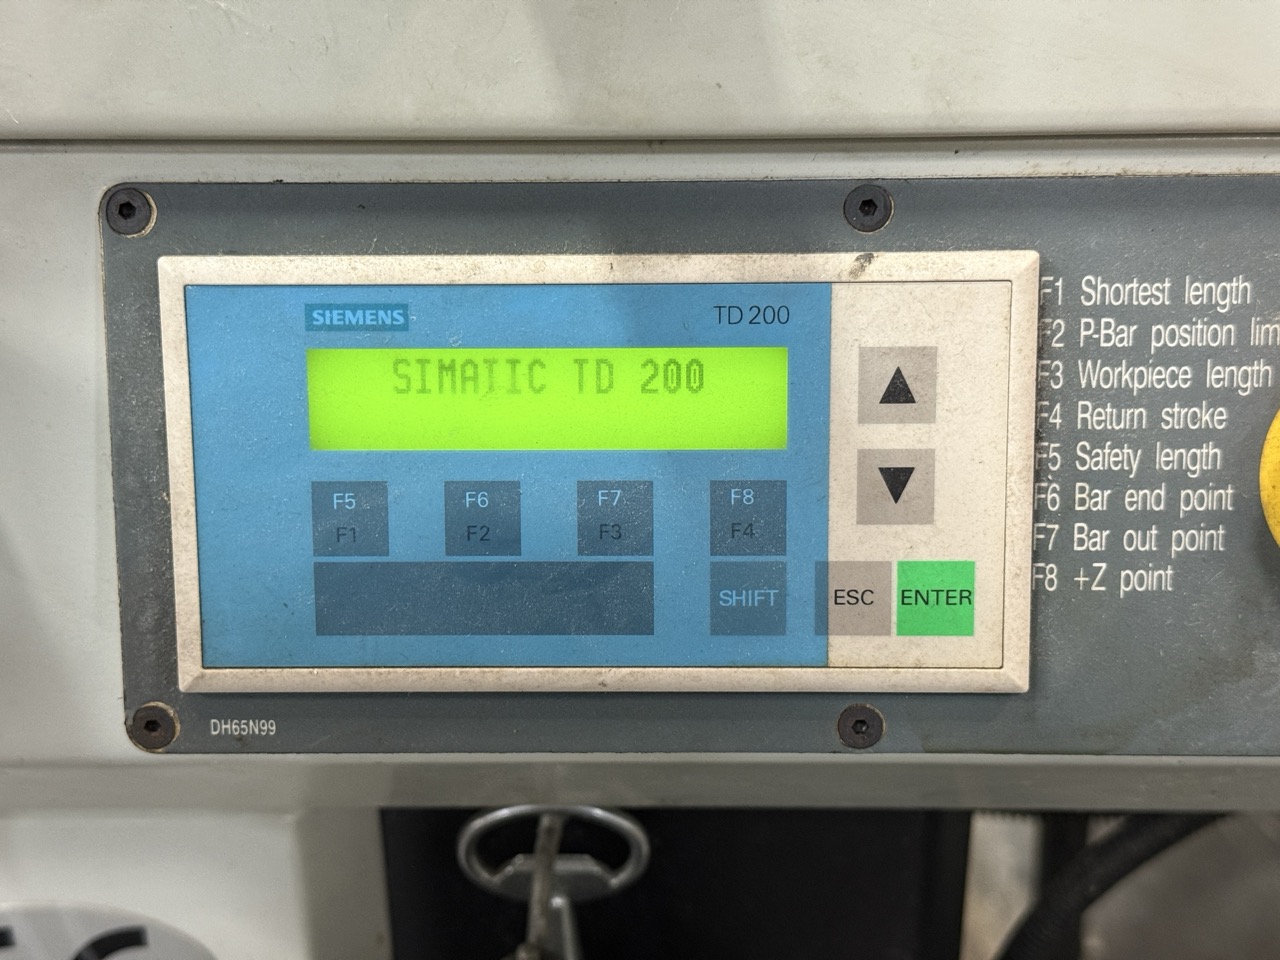 SIEMENS
TD 200
SIMATIC TD 200
F5 F6 F7 F8
F1 F2 F3 F4
SHIFT ESC ENTER
F1 Shortest length
F2 P-Bar position
F3 Workpiece length
F4 Return stroke
F5 Safety length
F6 Bar end point
F7 Bar out point
F8 +Z point
DH65N99